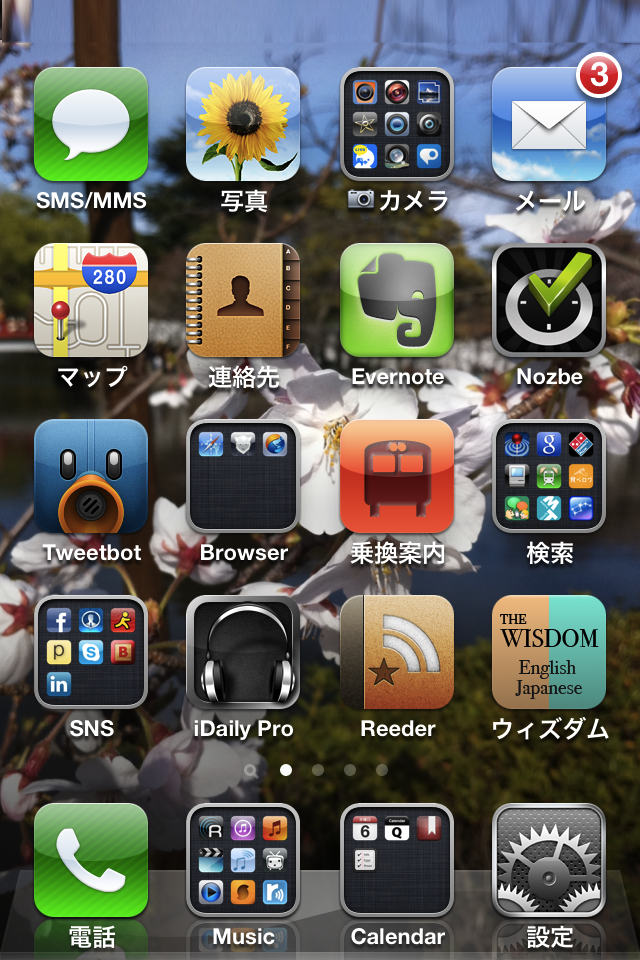 3
SMS/MMS
写真
カメラ
メール
280
A
B
C
D
E
F
マップ
連絡先
Evernote
Nozbe
Tweetbot
Browser
乗換案内
検索
THE
WISDOM
English
Japanese
SNS
iDaily Pro
Reeder
ウィズダム
6
Calendar
Q
電話
Music
Calendar
設定